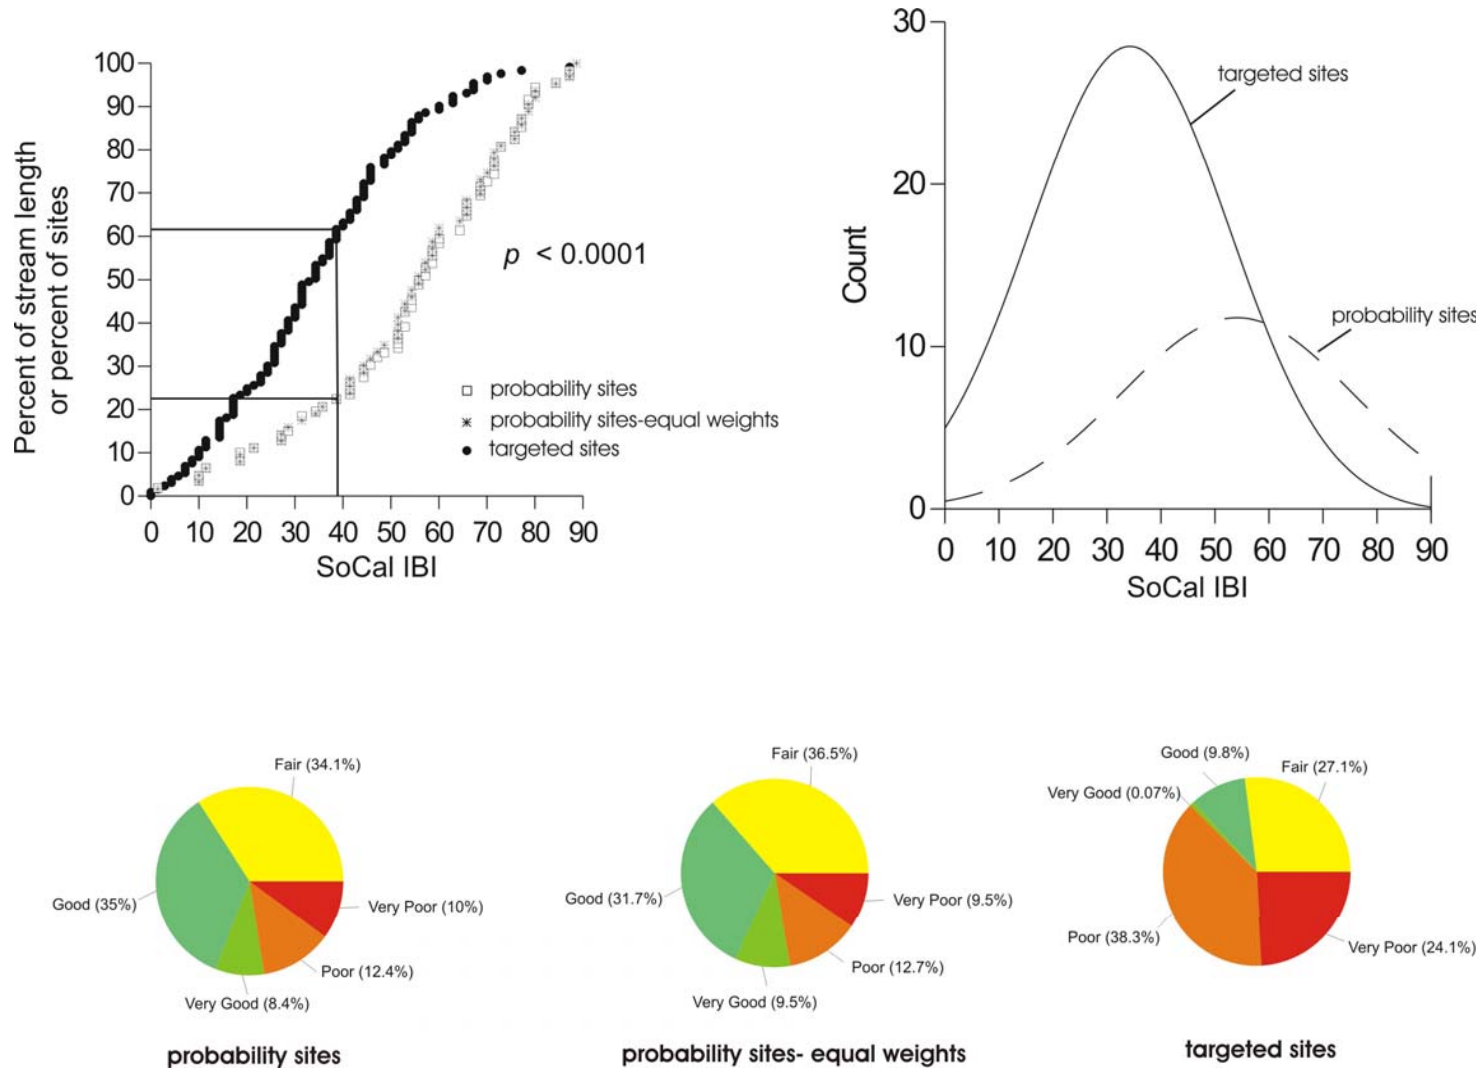 Percent of stream length
or percent of sites
100
90
80
70
60
50
40
30
20
10
0
0 10 20 30 40 50 60 70 80 90
SoCal IBI
p < 0.0001
probability sites
probability sites-equal weights
targeted sites
Count
30
20
10
0
0 10 20 30 40 50 60 70 80 90
SoCal IBI
targeted sites
probability sites
Fair (34.1%)
Good (35%)
Very Poor (10%)
Poor (12.4%)
Very Good (8.4%)
probability sites
Fair (36.5%)
Good (31.7%)
Very Poor (9.5%)
Poor (12.7%)
Very Good (9.5%)
probability sites- equal weights
Good (9.8%)
Fair (27.1%)
Very Good (0.07%)
Poor (38.3%)
Very Poor (24.1%)
targeted sites